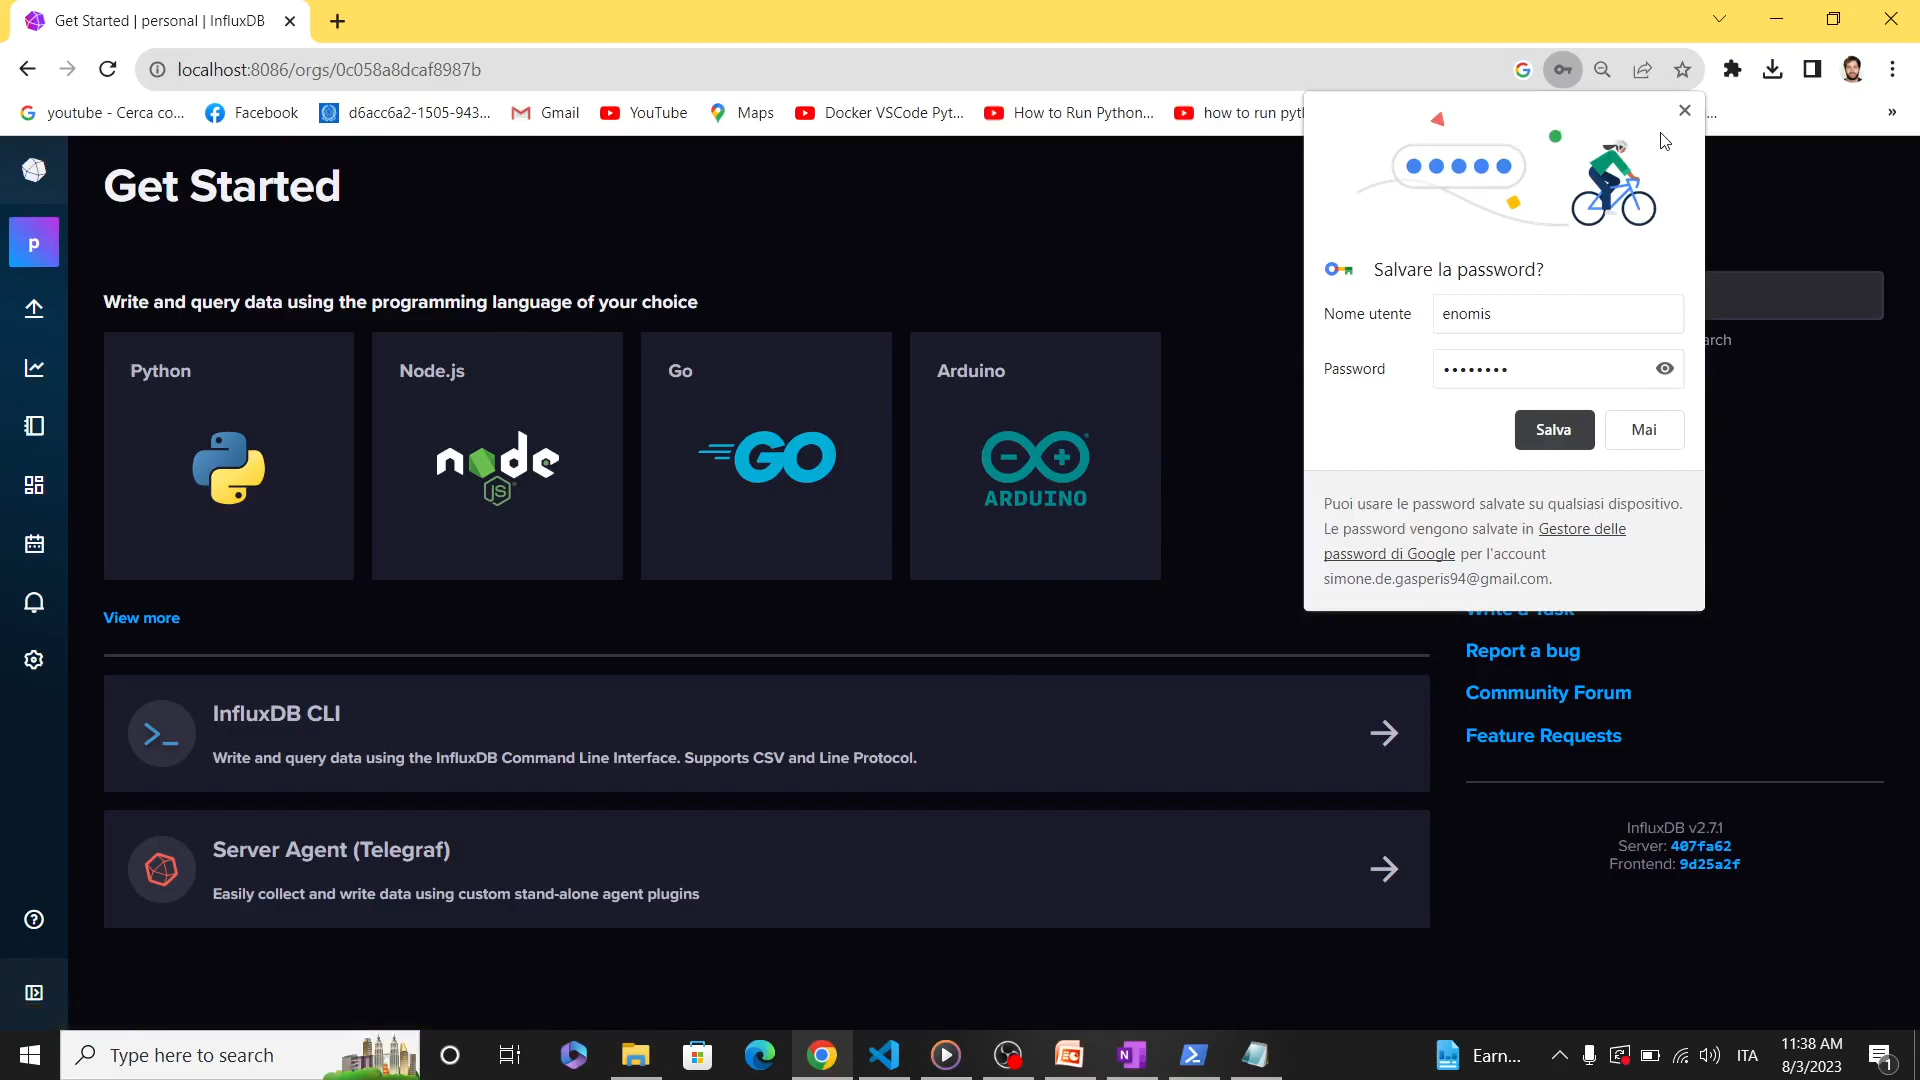 Get Started | personal | InfluxDB
localhost:8086/orgs/0c058a8dcaf8987b
youtube - Cerca co...
Facebook
d6acc6a2-1505-943...
Gmail
YouTube
Maps
Docker VSCode Pyt...
How to Run Python...
how to run pyth
...
»
p
Get Started
Write and query data using the programming language of your choice
Python
Node.js
Go
Arduino
node
JS
GO
ARDUINO
View more
InfluxDB CLI
Write and query data using the InfluxDB Command Line Interface. Supports CSV and Line Protocol.
Server Agent (Telegraf)
Easily collect and write data using custom stand-alone agent plugins
Salvare la password?
Nome utente
enomis
Password
••••••••
Salva
Mai
Puoi usare le password salvate su qualsiasi dispositivo.
Le password vengono salvate in Gestore delle
password di Google per l'account
simone.de.gasperis94@gmail.com.
arch
Write a Task
Report a bug
Community Forum
Feature Requests
InfluxDB v2.7.1
Server: 407fa62
Frontend: 9d25a2f
Type here to search
Earn...
ITA
11:38 AM
8/3/2023
1